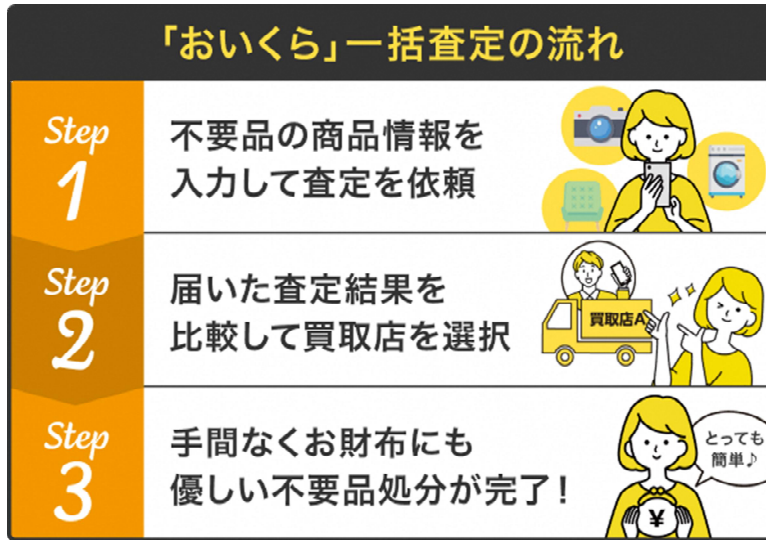 「おいくら」一括査定の流れ
Step
1
不要品の商品情報を
入力して査定を依頼
Step
2
届いた査定結果を
比較して買取店を選択
買取店A
Step
3
手間なくお財布にも
優しい不要品処分が完了！
とっても
簡単♪
¥